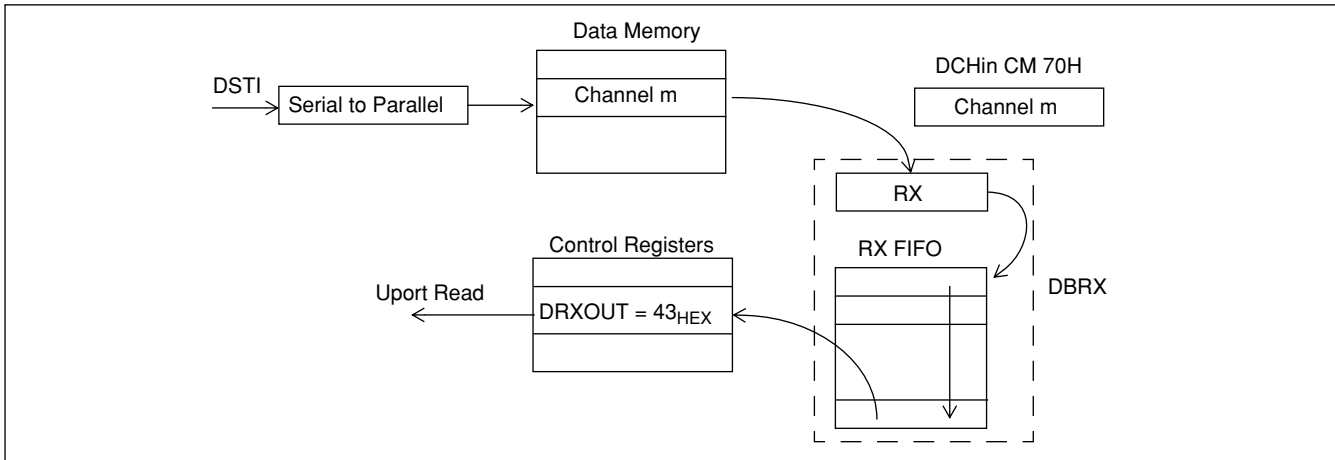 Data Memory
DCHin CM 70H
DSTI
Serial to Parallel
Channel m
Channel m
RX
Control Registers
RX FIFO
Uport Read
DRXOUT = 43HEX
DBRX